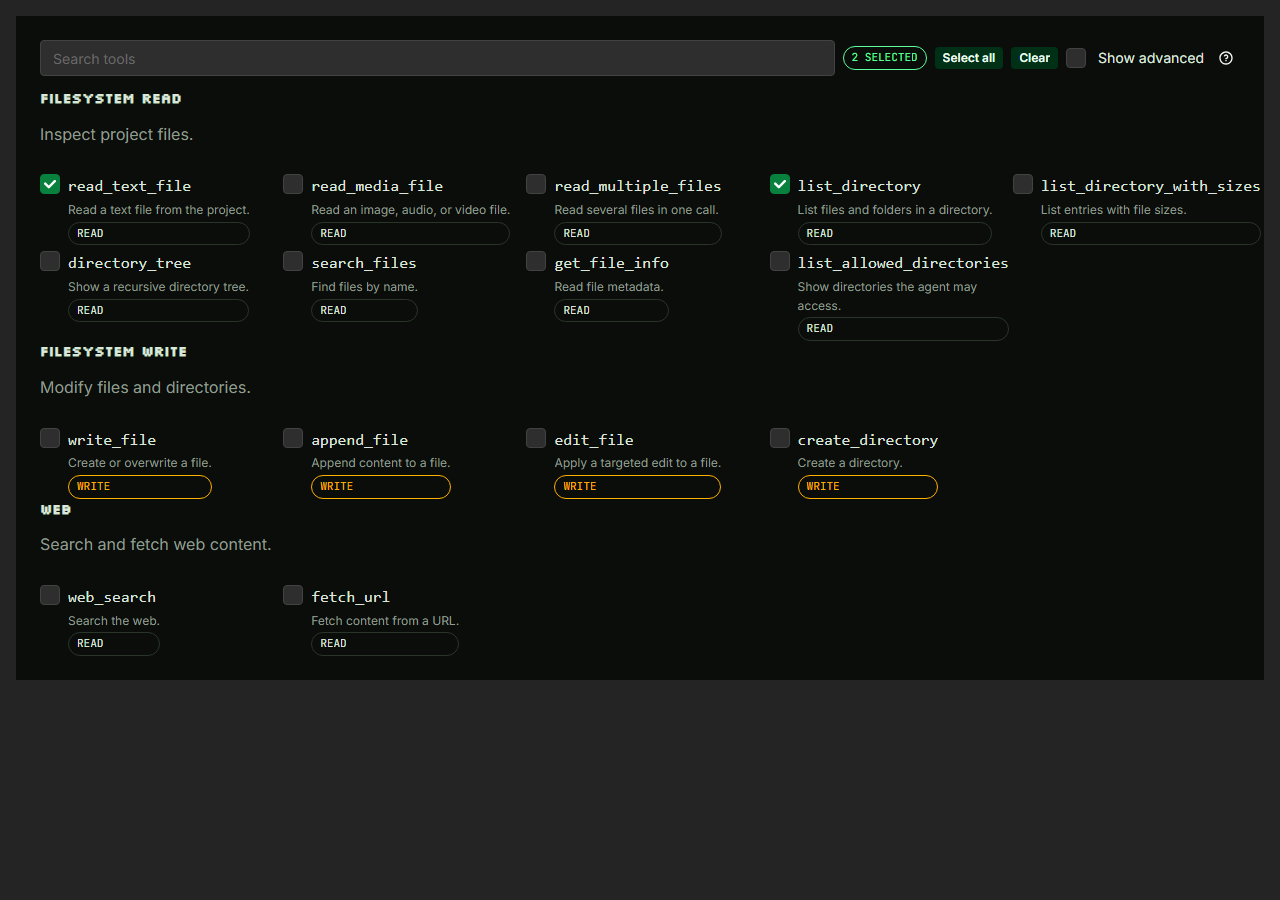 Search tools
2 SELECTED
Select all
Clear
Show advanced
FILESYSTEM READ
Inspect project files.
read_text_file
Read a text file from the project.
READ
read_media_file
Read an image, audio, or video file.
READ
read_multiple_files
Read several files in one call.
READ
list_directory
List files and folders in a directory.
READ
list_directory_with_sizes
List entries with file sizes.
READ
directory_tree
Show a recursive directory tree.
READ
search_files
Find files by name.
READ
get_file_info
Read file metadata.
READ
list_allowed_directories
Show directories the agent may
access.
READ
FILESYSTEM WRITE
Modify files and directories.
write_file
Create or overwrite a file.
WRITE
append_file
Append content to a file.
WRITE
edit_file
Apply a targeted edit to a file.
WRITE
create_directory
Create a directory.
WRITE
WEB
Search and fetch web content.
web_search
Search the web.
READ
fetch_url
Fetch content from a URL.
READ